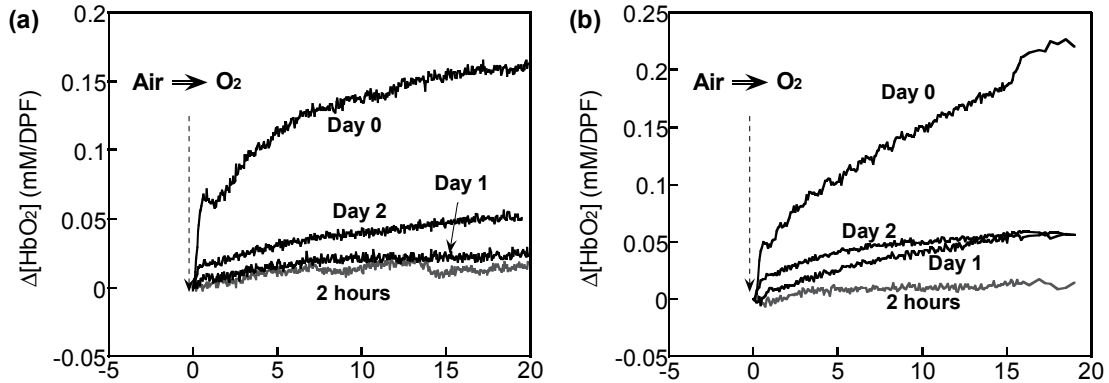 (a)
Δ[HbO₂] (mM/DPF)
0.2
0.15
0.1
0.05
0
-0.05
Air ⇒ O₂
Day 0
Day 1
Day 2
2 hours
-5 0 5 10 15 20
(b)
Δ[HbO₂] (mM/DPF)
0.25
0.2
0.15
0.1
0.05
0
-0.05
Air ⇒ O₂
Day 0
Day 2
Day 1
2 hours
-5 0 5 10 15 20